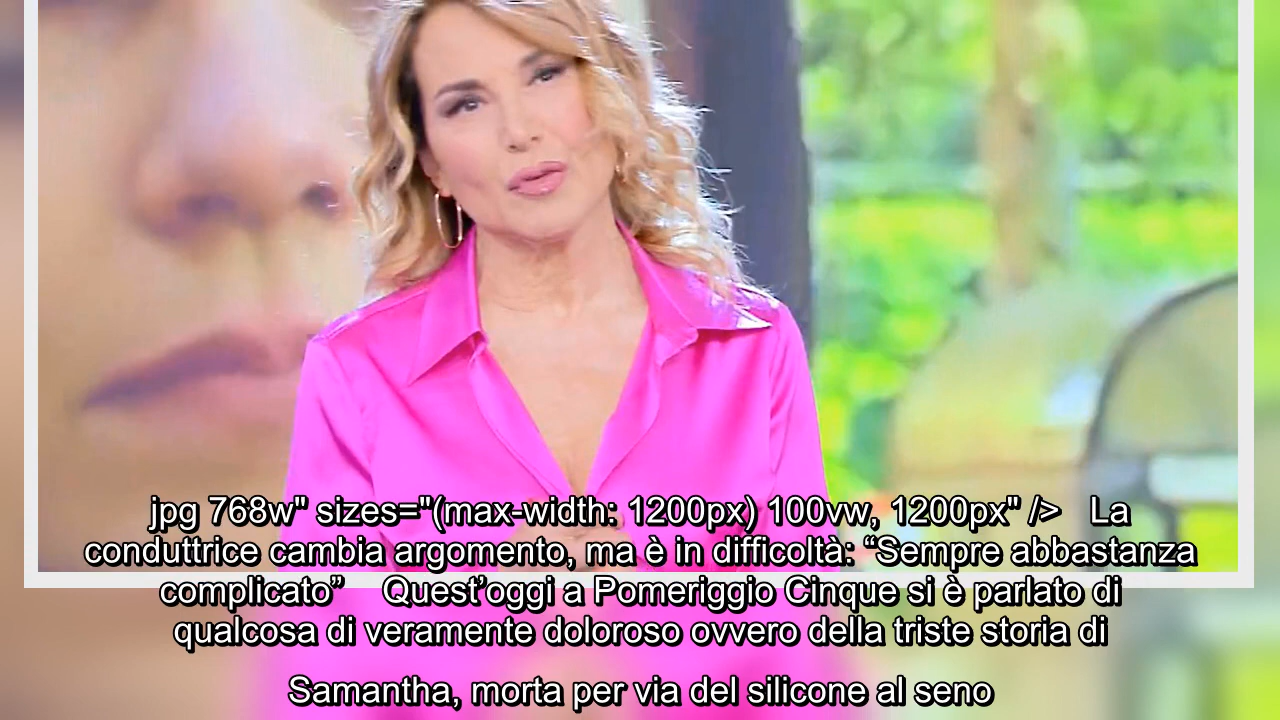 jpg 768w" sizes="(max-width: 1200px) 100vw, 1200px" /> La
conduttrice cambia argomento, ma è in difficoltà: “Sempre abbastanza
complicato” Quest’oggi a Pomeriggio Cinque si è parlato di
qualcosa di veramente doloroso ovvero della triste storia di
Samantha, morta per via del silicone al seno